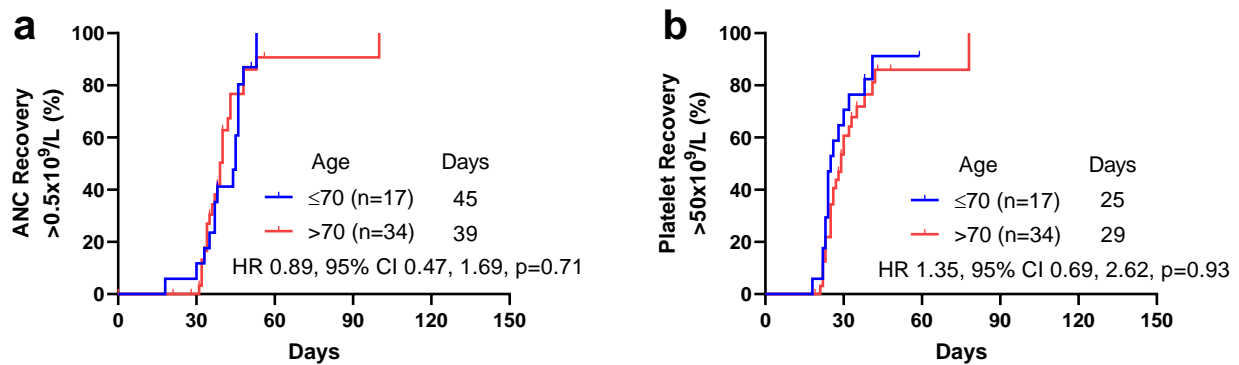 a
ANC Recovery
>0.5x10⁹/L (%)
100
80
60
40
20
0
0 30 60 90 120 150
Days
Age Days
≤70 (n=17) 45
>70 (n=34) 39
HR 0.89, 95% CI 0.47, 1.69, p=0.71
b
Platelet Recovery
>50x10⁹/L (%)
100
80
60
40
20
0
0 30 60 90 120 150
Days
Age Days
≤70 (n=17) 25
>70 (n=34) 29
HR 1.35, 95% CI 0.69, 2.62, p=0.93